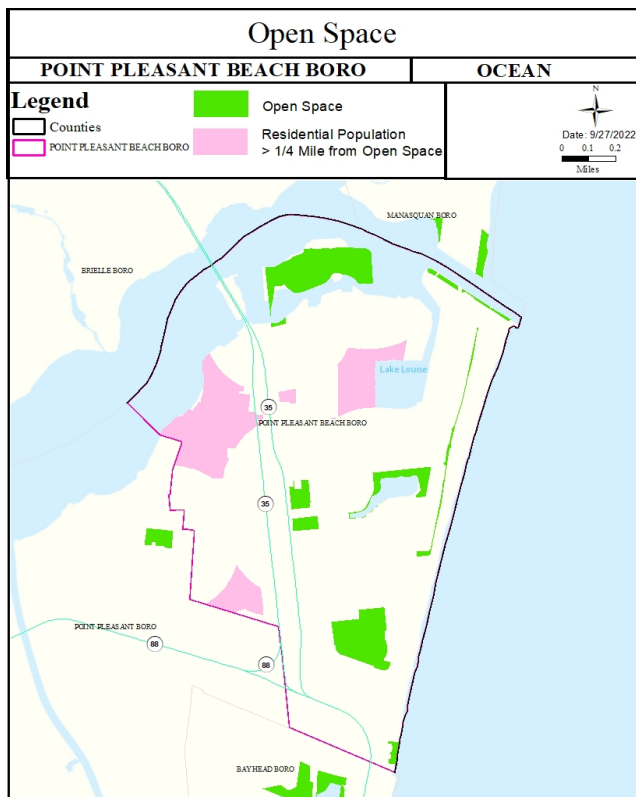 Open Space
POINT PLEASANT BEACH BORO
OCEAN
Legend
Counties
POINT PLEASANT BEACH BORO
Open Space
Residential Population
> 1/4 Mile from Open Space
N
Date: 9/27/2022
0 0.1 0.2
Miles
MANASQUAN BORO
BRIELLE BORO
Lake Louise
35
POINT PLEASANT BEACH BORO
35
POINT PLEASANT BORO
88
88
BAYHEAD BORO